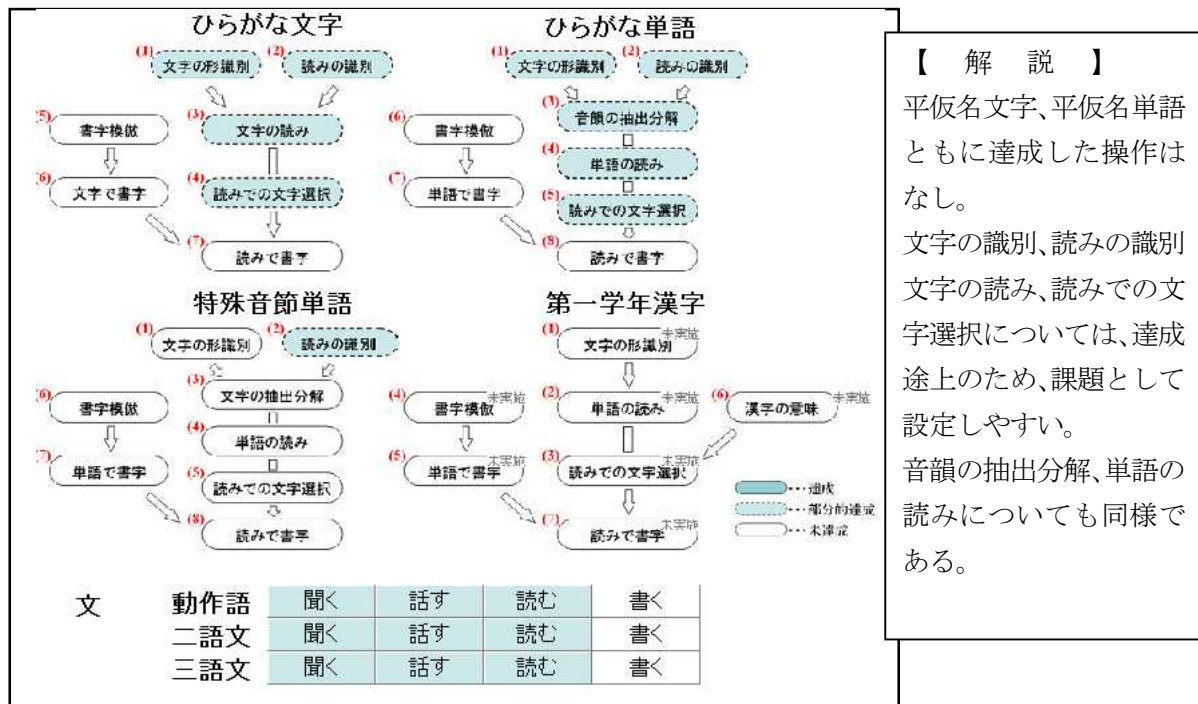 ひらがな文字
(1) 文字の形識別
(2) 読みの識別
(5) 書字模倣
(3) 文字の読み
(6) 文字で書字
(4) 読みでの文字選択
(7) 読みで書字
ひらがな単語
(1) 文字の形識別
(2) 読みの識別
(3) 音韻の抽出分解
(6) 書字模倣
(4) 単語の読み
(7) 単語で書字
(5) 読みでの文字選択
(8) 読みで書字
特殊音節単語
(1) 文字の形識別
(2) 読みの識別
(3) 文字の抽出分解
(6) 書字模倣
(4) 単語の読み
(7) 単語で書字
(5) 読みでの文字選択
(8) 読みで書字
第一学年漢字
(1) 文字の形識別 未実施
(4) 書字模倣 未実施
(2) 単語の読み 未実施
(6) 漢字の意味 未実施
(5) 単語で書字 未実施
(3) 読みでの文字選択 未実施
(7) 読みで書字 未実施
・・・達成
・・・部分的達成
・・・未達成
文 動作語 聞く 話す 読む 書く
二語文 聞く 話す 読む 書く
三語文 聞く 話す 読む 書く
【 解 説 】
平仮名文字、平仮名単語
ともに達成した操作は
なし。
文字の識別、読みの識別
文字の読み、読みでの文
字選択については、達成
途上のため、課題として
設定しやすい。
音韻の抽出分解、単語の
読みについても同様で
ある。